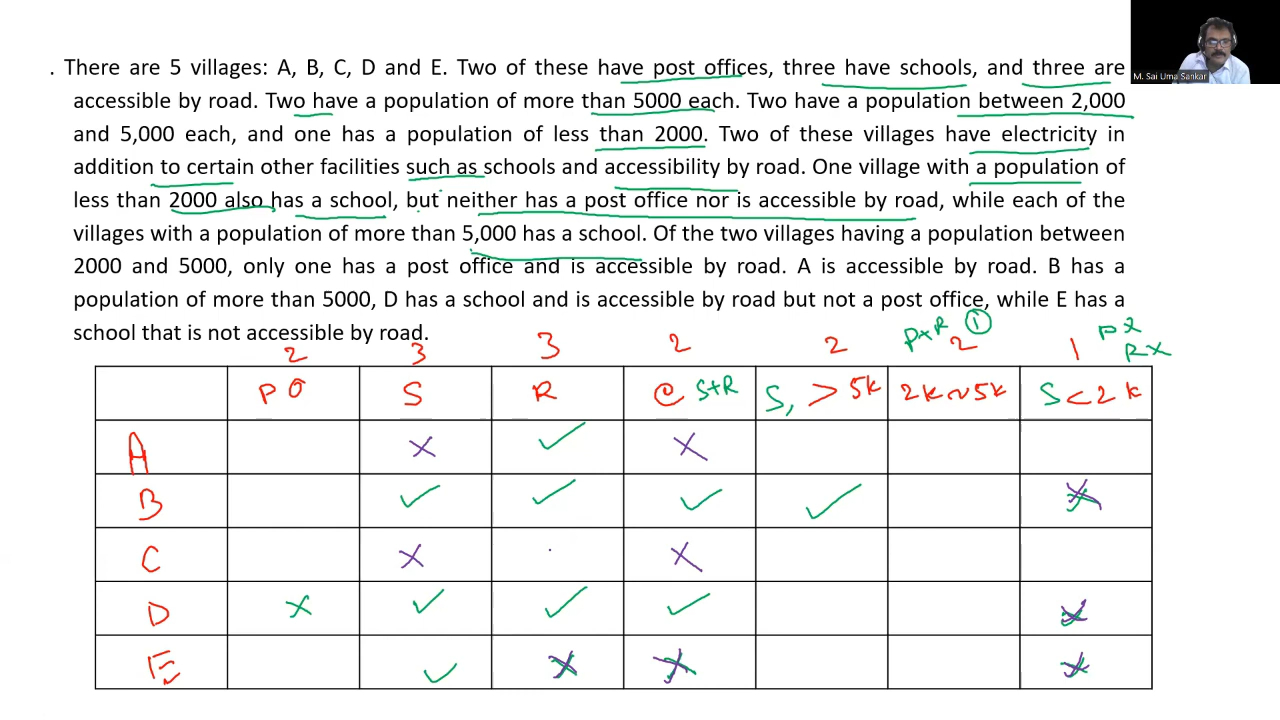 M. Sai Uma Sankar
. There are 5 villages: A, B, C, D and E. Two of these have post offices, three have schools, and three are
accessible by road. Two have a population of more than 5000 each. Two have a population between 2,000
and 5,000 each, and one has a population of less than 2000. Two of these villages have electricity in
addition to certain other facilities such as schools and accessibility by road. One village with a population of
less than 2000 also has a school, but neither has a post office nor is accessible by road, while each of the
villages with a population of more than 5,000 has a school. Of the two villages having a population between
2000 and 5000, only one has a post office and is accessible by road. A is accessible by road. B has a
population of more than 5000, D has a school and is accessible by road but not a post office, while E has a
school that is not accessible by road.
P+R ① P x
2 3 3 2 2 2 1 R x
P O S R e S+R S, > 5k 2k~5k S < 2k
A x ✓ x
B ✓ ✓ ✓ ✓ x
C x x
D x ✓ ✓ ✓ x
E ✓ x x x